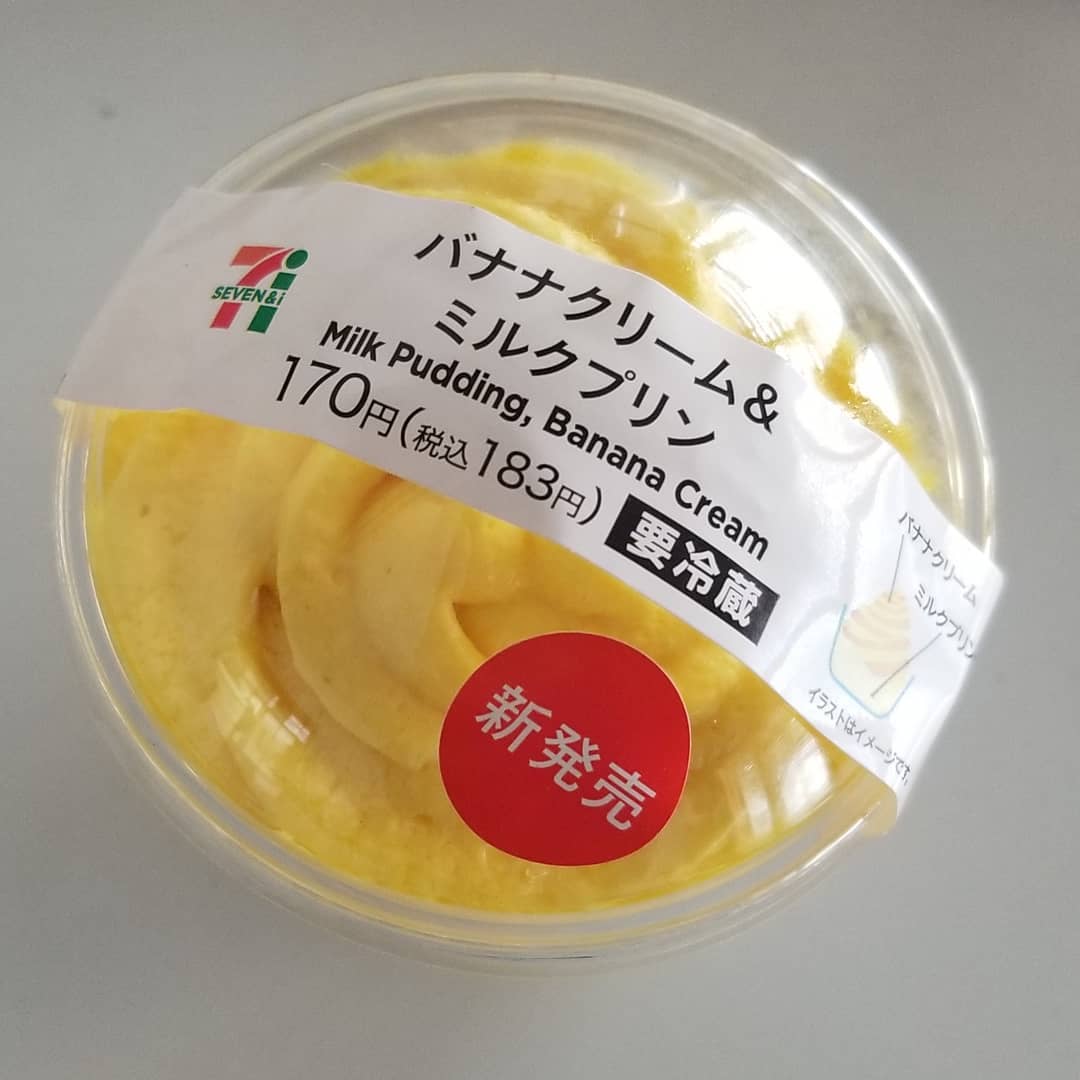 SEVEN&i
バナナクリーム&
ミルクプリン
Milk Pudding, Banana Cream
170円(税込183円)
要冷蔵
新発売
バナナクリーム
ミルクプリン
イラストはイメージです。